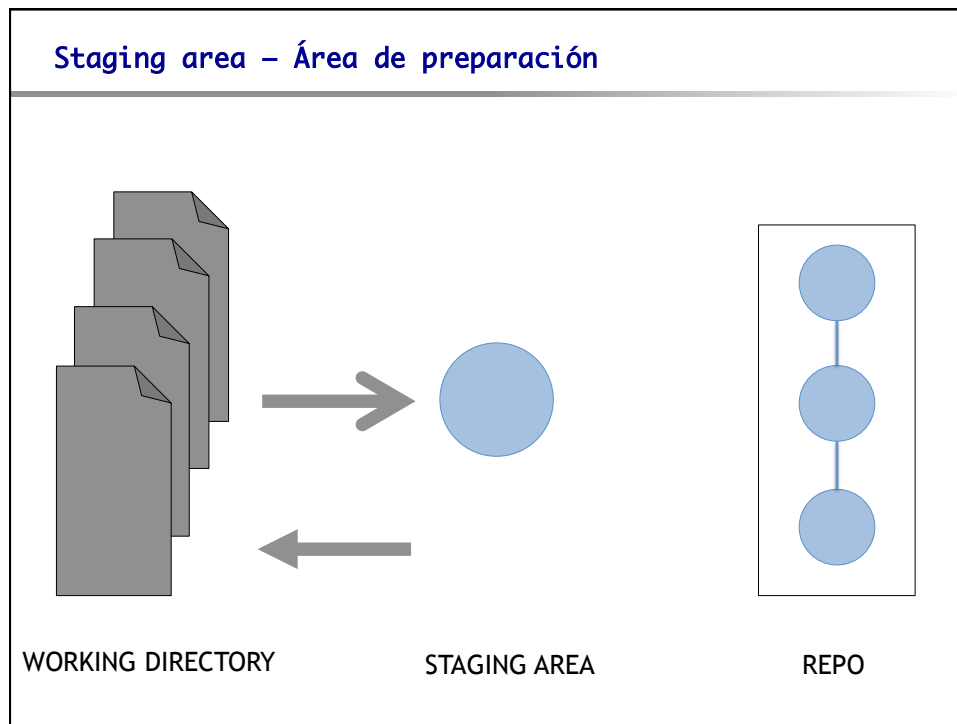 Staging area – Área de preparación
WORKING DIRECTORY
STAGING AREA
REPO